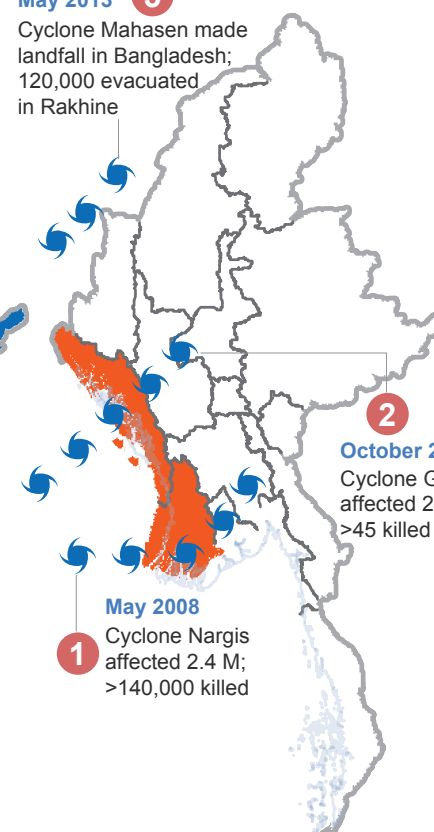 May 2013
Cyclone Mahasen made
landfall in Bangladesh;
120,000 evacuated
in Rakhine
2
October 2
Cyclone G
affected 2
>45 killed
May 2008
1
Cyclone Nargis
affected 2.4 M;
>140,000 killed